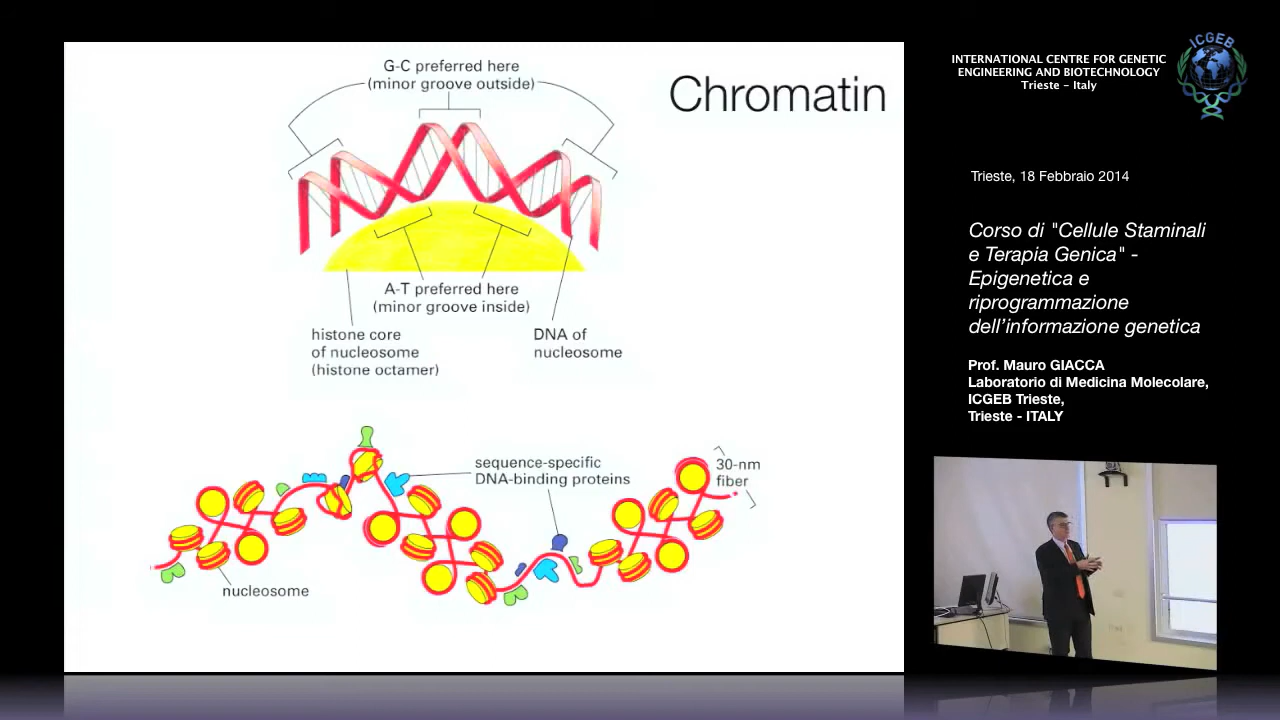 Chromatin
G-C preferred here
(minor groove outside)
A-T preferred here
(minor groove inside)
histone core
of nucleosome
(histone octamer)
DNA of
nucleosome
sequence-specific
DNA-binding proteins
30-nm
fiber
nucleosome
INTERNATIONAL CENTRE FOR GENETIC
ENGINEERING AND BIOTECHNOLOGY
Trieste - Italy
ICGEB
Trieste, 18 Febbraio 2014
Corso di "Cellule Staminali
e Terapia Genica" -
Epigenetica e
riprogrammazione
dell'informazione genetica
Prof. Mauro GIACCA
Laboratorio di Medicina Molecolare,
ICGEB Trieste,
Trieste - ITALY